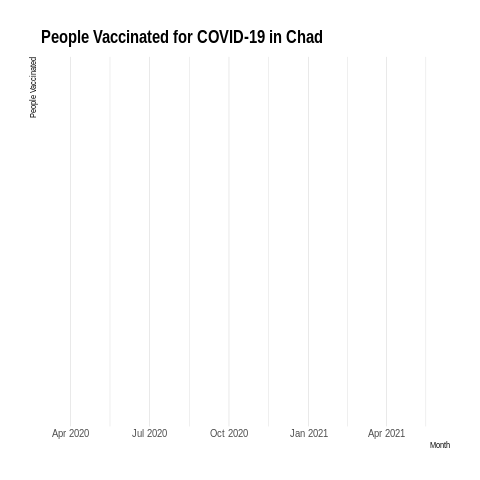 People Vaccinated for COVID-19 in Chad
People Vaccinated
Apr 2020
Jul 2020
Oct 2020
Jan 2021
Apr 2021
Month